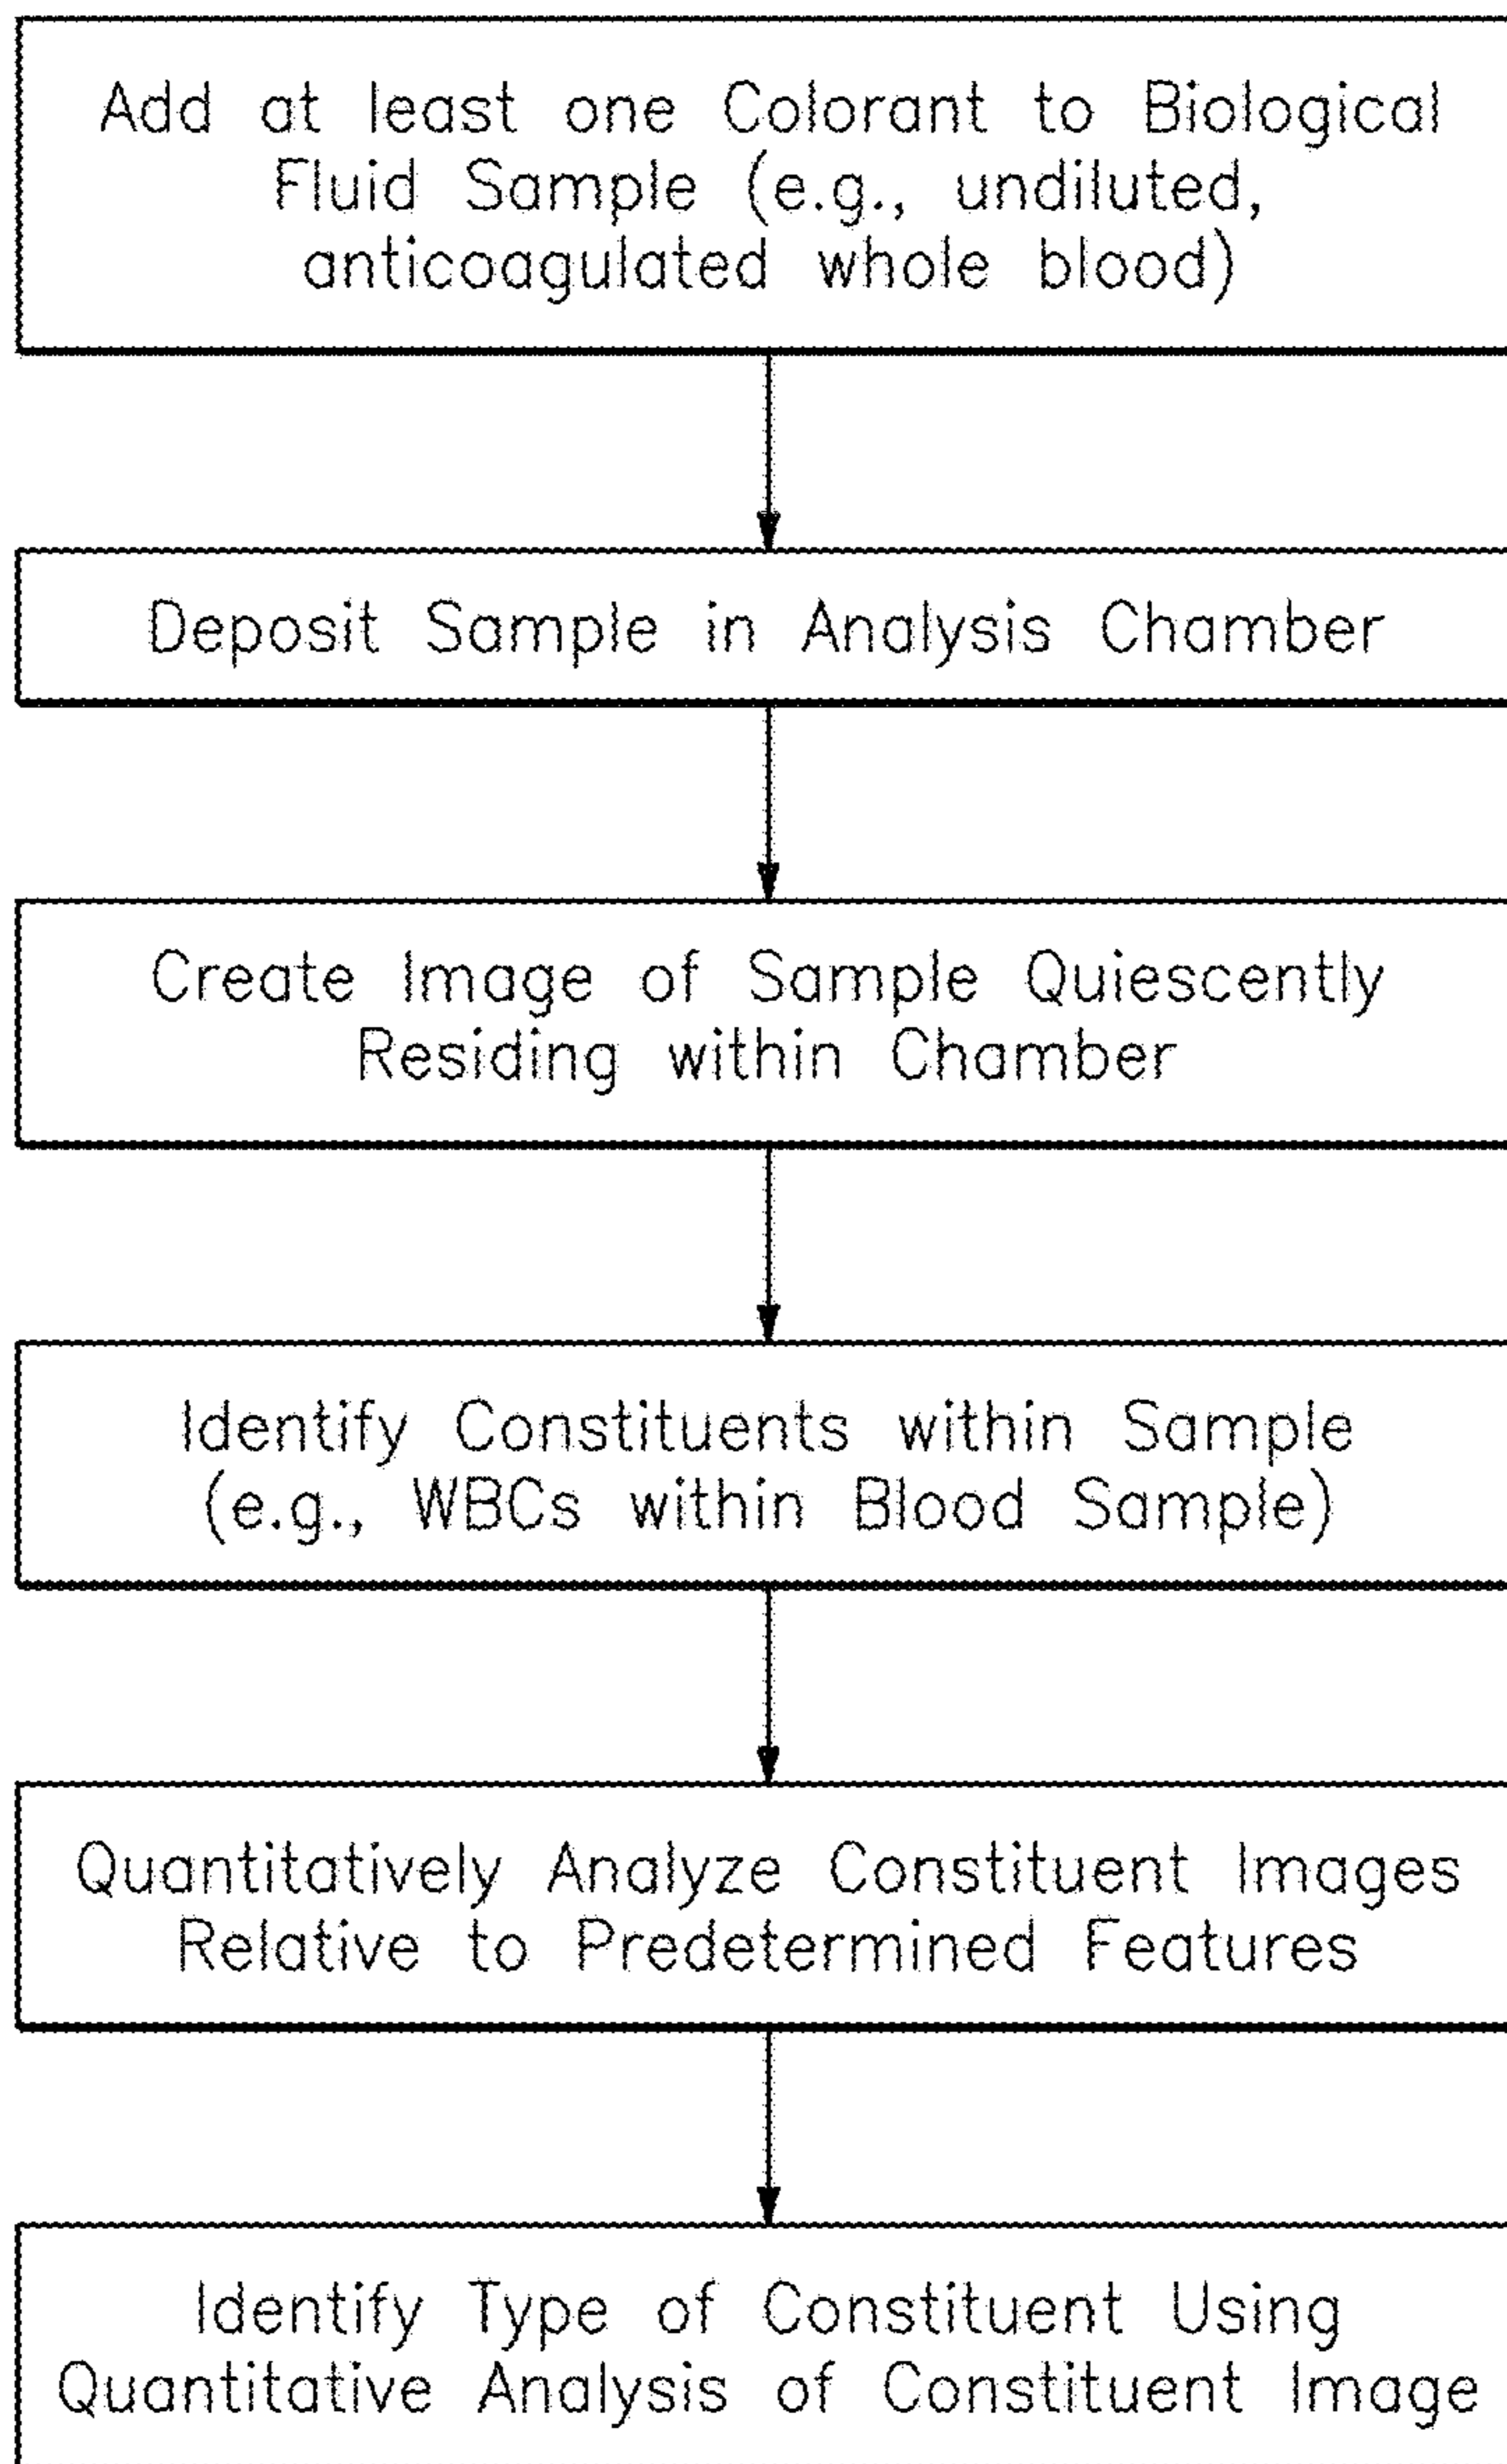 Add at least one Colorant to Biological
Fluid Sample (e.g., undiluted,
anticoagulated whole blood)
Deposit Sample in Analysis Chamber
Create Image of Sample Quiescently
Residing within Chamber
Identify Constituents within Sample
(e.g., WBCs within Blood Sample)
Quantitatively Analyze Constituent Images
Relative to Predetermined Features
Identify Type of Constituent Using
Quantitative Analysis of Constituent Image